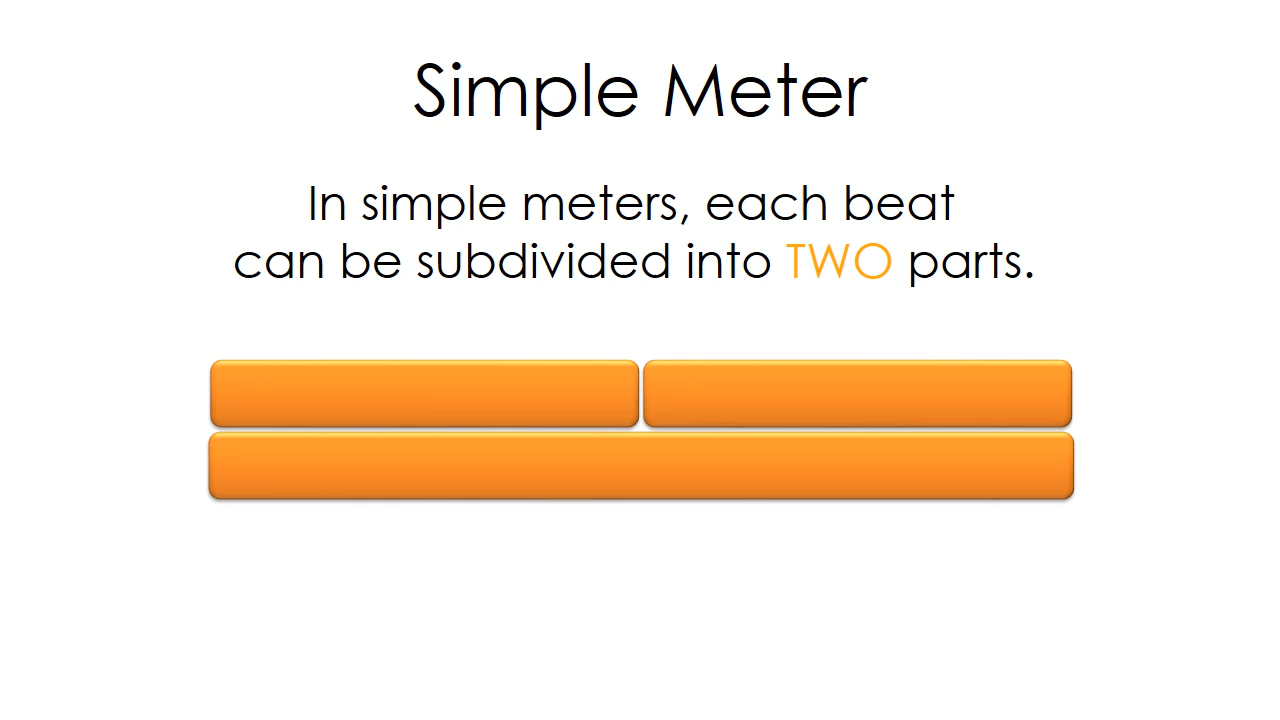 Simple Meter
In simple meters, each beat
can be subdivided into TWO parts.